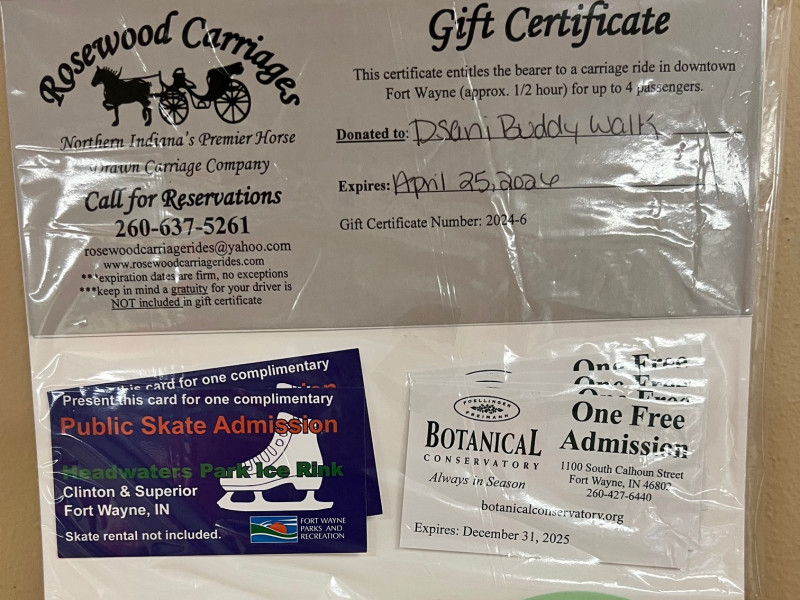 Rosewood Carriages
Northern Indiana's Premier Horse
Drawn Carriage Company
Call for Reservations
260-637-5261
rosewoodcarriagerides@yahoo.com
www.rosewoodcarriagerides.com
***expiration dates are firm, no exceptions
***keep in mind a gratuity for your driver is
NOT included in gift certificate
Gift Certificate
This certificate entitles the bearer to a carriage ride in downtown
Fort Wayne (approx. 1/2 hour) for up to 4 passengers.
Donated to: Dsani Buddy Walk
Expires: April 25, 2026
Gift Certificate Number: 2024-6
this card for one complimentary
Present this card for one complimentary
Public Skate Admission
Headwaters Park Ice Rink
Clinton & Superior
Fort Wayne, IN
Skate rental not included.
FORT WAYNE
PARKS AND
RECREATION
One Free
One Free
One Free
One Free
Admission
FOELLINGER
FREIMANN
BOTANICAL
CONSERVATORY
Always in Season
1100 South Calhoun Street
Fort Wayne, IN 46802
260-427-6440
botanicalconservatory.org
Expires: December 31, 2025